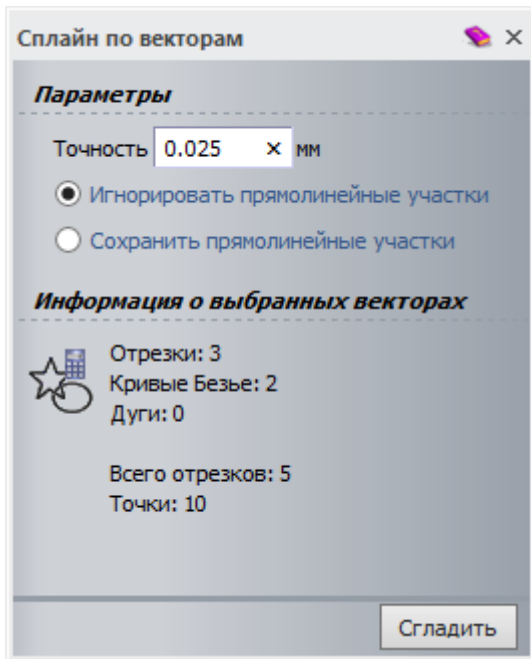 Сплайн по векторам
Параметры
Точность 0.025 × мм
Игнорировать прямолинейные участки
Сохранить прямолинейные участки
Информация о выбранных векторах
Отрезки: 3
Кривые Безье: 2
Дуги: 0
Всего отрезков: 5
Точки: 10
Сгладить